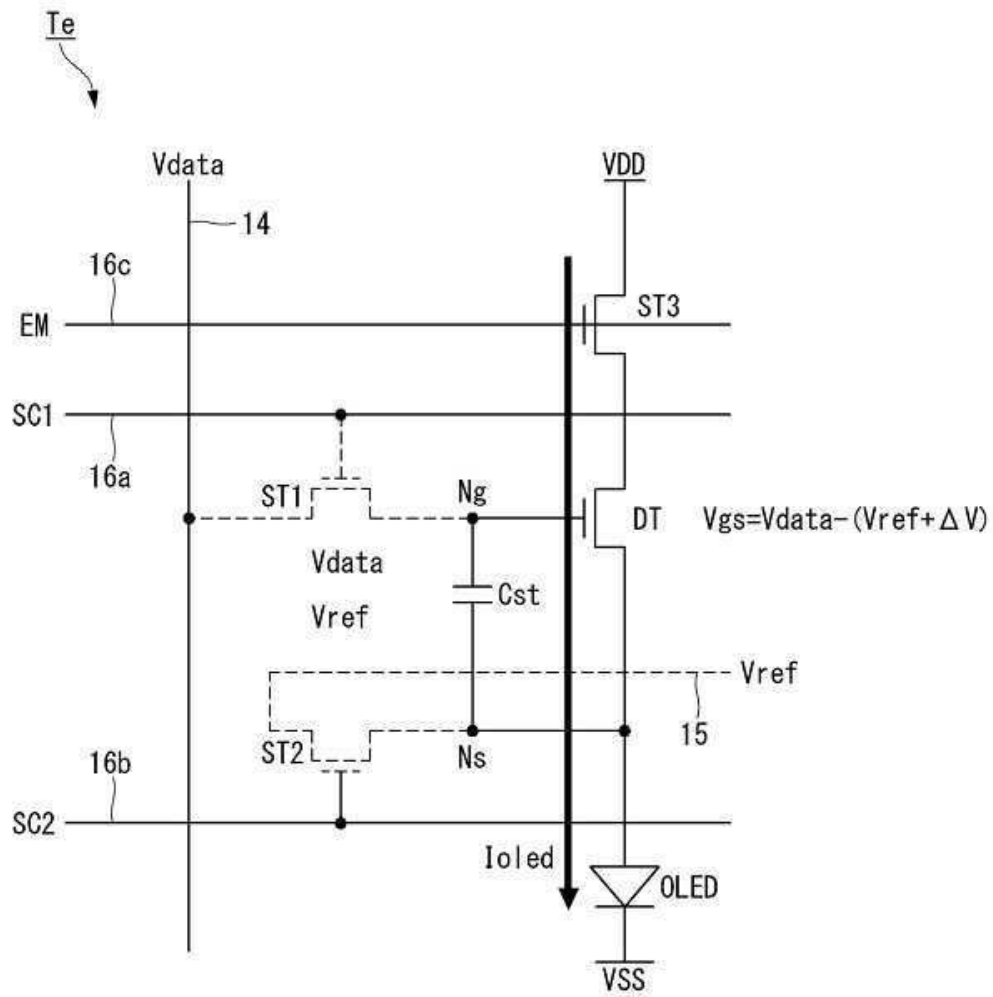 Te
Vdata
VDD
14
16c
EM
ST3
SC1
16a
ST1
Ng
DT
Vgs=Vdata-(Vref+ΔV)
Vdata
Cst
Vref
Vref
15
ST2
Ns
16b
SC2
Ioled
OLED
VSS